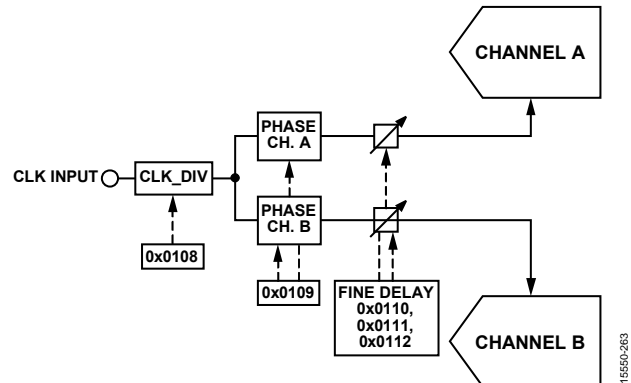 CHANNEL A
PHASE
CH. A
CLK INPUT
CLK_DIV
PHASE
CH. B
0x0108
0x0109
FINE DELAY
0x0110,
0x0111,
0x0112
CHANNEL B
15550-263